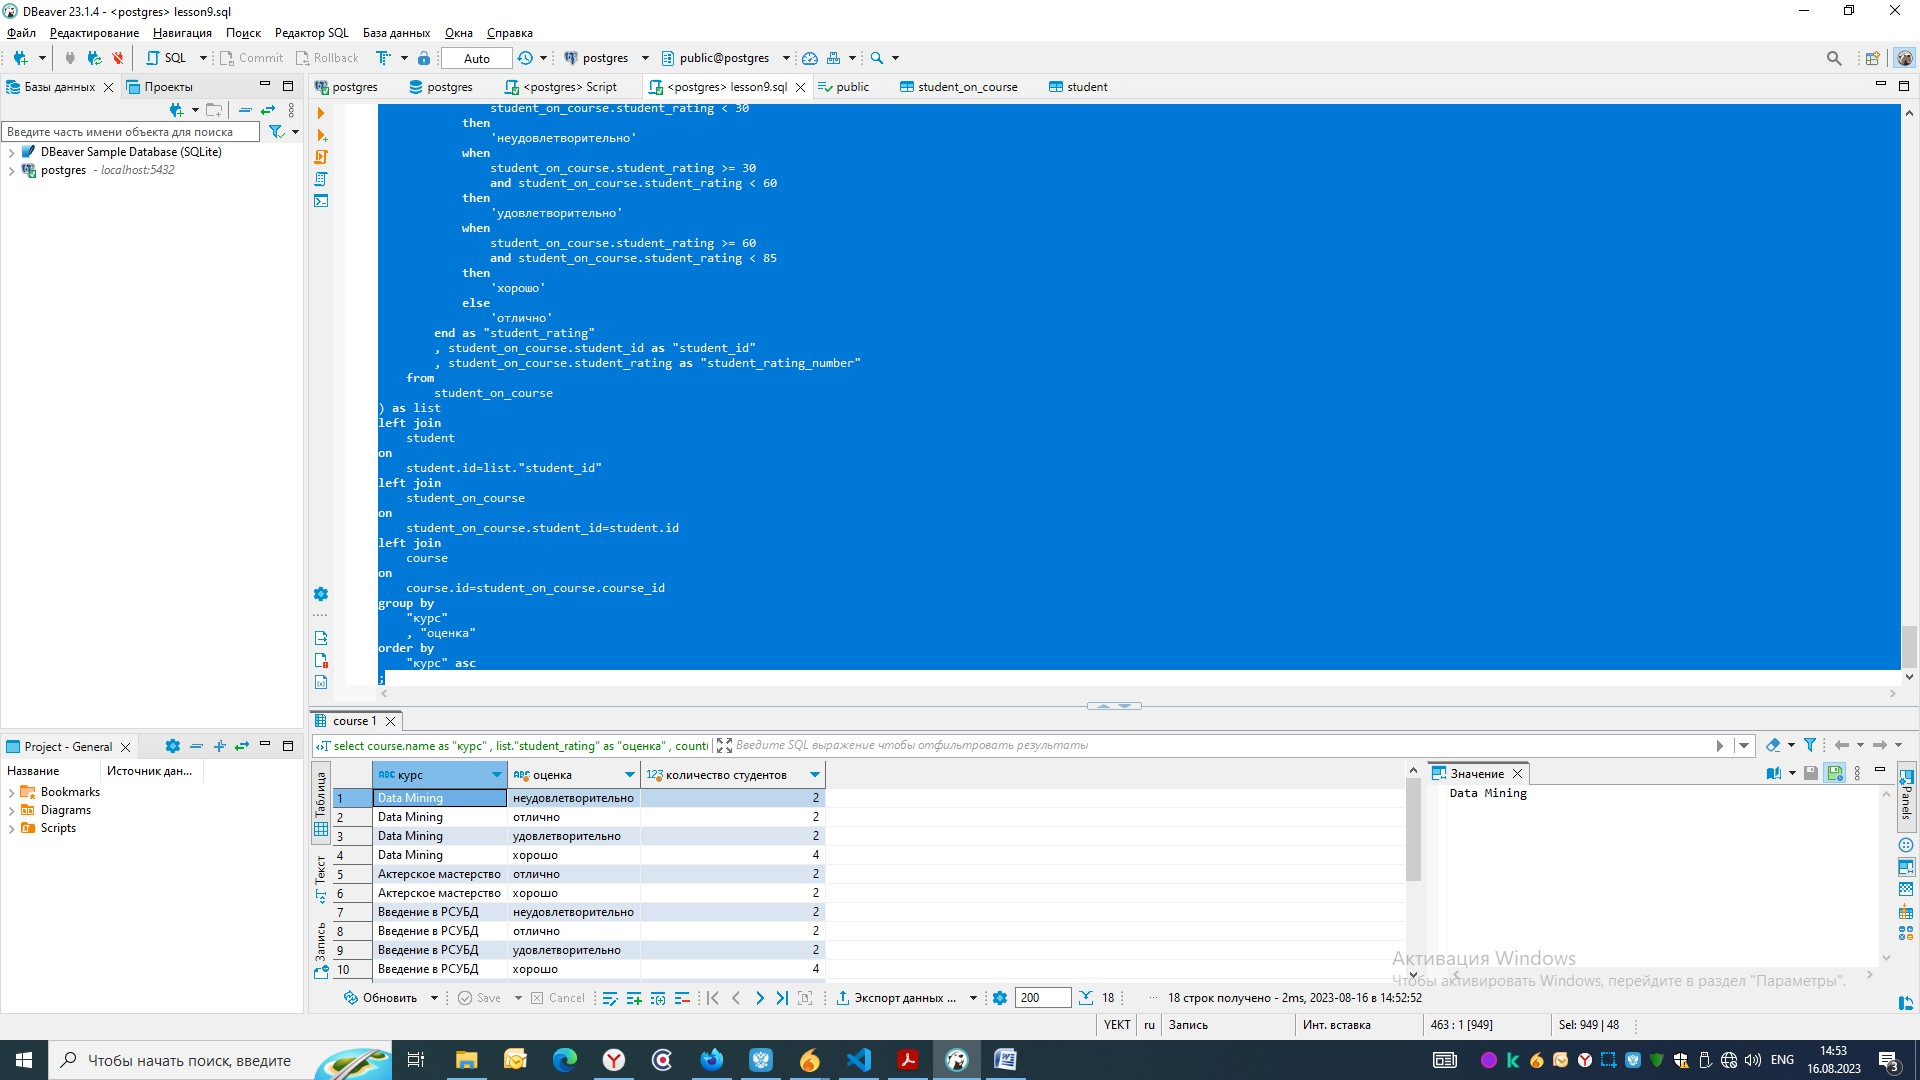 DBeaver 23.1.4 - <postgres> lesson9.sql
Файл Редактирование Навигация Поиск Редактор SQL База данных Окна Справка
SQL Commit Rollback Auto postgres public@postgres
Базы данных Проекты
postgres postgres <postgres> Script <postgres> lesson9.sql public student_on_course student
Введите часть имени объекта для поиска
DBeaver Sample Database (SQLite)
postgres - localhost:5432
student_on_course.student_rating < 30
then
'неудовлетворительно'
when
student_on_course.student_rating >= 30
and student_on_course.student_rating < 60
then
'удовлетворительно'
when
student_on_course.student_rating >= 60
and student_on_course.student_rating < 85
then
'хорошо'
else
'отлично'
end as "student_rating"
, student_on_course.student_id as "student_id"
, student_on_course.student_rating as "student_rating_number"
from
student_on_course
) as list
left join
student
on
student.id=list."student_id"
left join
student_on_course
on
student_on_course.student_id=student.id
left join
course
on
course.id=student_on_course.course_id
group by
"курс"
, "оценка"
order by
"курс" asc
;
Project - General
Название Источник дан...
Bookmarks
Diagrams
Scripts
course 1
select course.name as "курс" , list."student_rating" as "оценка" , count( Введите SQL выражение чтобы отфильтровать результаты
Таблица
Текст
Запись
курс оценка количество студентов
1 Data Mining неудовлетворительно 2
2 Data Mining отлично 2
3 Data Mining удовлетворительно 2
4 Data Mining хорошо 4
5 Актерское мастерство отлично 2
6 Актерское мастерство хорошо 2
7 Введение в РСУБД неудовлетворительно 2
8 Введение в РСУБД отлично 2
9 Введение в РСУБД удовлетворительно 2
10 Введение в РСУБД хорошо 4
Значение
Data Mining
Panels
Активация Windows
Чтобы активировать Windows, перейдите в раздел "Параметры".
Обновить Save Cancel Экспорт данных ... 200 18 ... 18 строк получено - 2ms, 2023-08-16 в 14:52:52
YEKT ru Запись Инт. вставка 463 : 1 [949] Sel: 949 | 48
Чтобы начать поиск, введите
ENG
14:53
16.08.2023
3